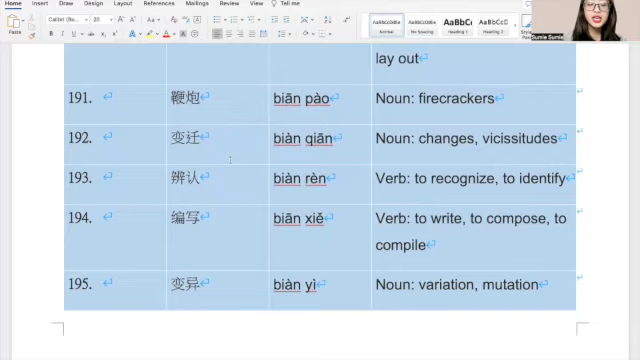 Home Insert Draw Design Layout References Mailings Review View Tell me
Paste
Calibri (Bo... 20
AaBbCcDdEe AaBbCcDdEe AaBbC AaBbCcD
Normal No Spacing Heading 1 Heading 2
Sumie Sumie
lay out
191. 鞭炮 biān pào Noun: firecrackers
192. 变迁 biàn qiān Noun: changes, vicissitudes
193. 辨认 biàn rèn Verb: to recognize, to identify
194. 编写 biān xiě Verb: to write, to compose, to
compile
195. 变异 biàn yì Noun: variation, mutation